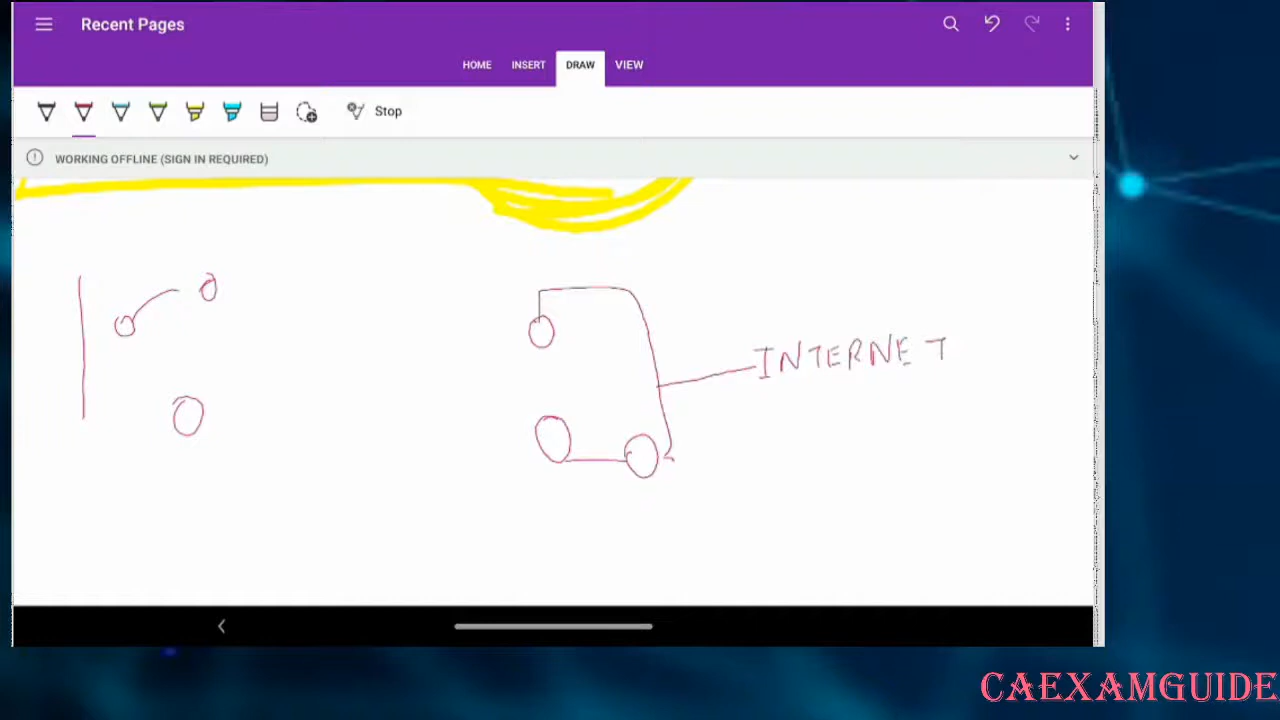 Recent Pages
HOME INSERT DRAW VIEW
Stop
WORKING OFFLINE (SIGN IN REQUIRED)
INTERNET
CAEXAMGUIDE